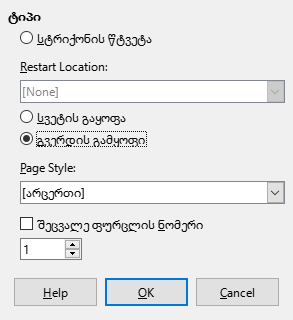 ტიპი
სტრიქონის წტვეტა
Restart Location:
[None]
სვეტის გაყოფა
გვერდის გამყოფი
Page Style:
[არცერთი]
შეცვალე ფურცლის ნომერი
1
Help
OK
Cancel